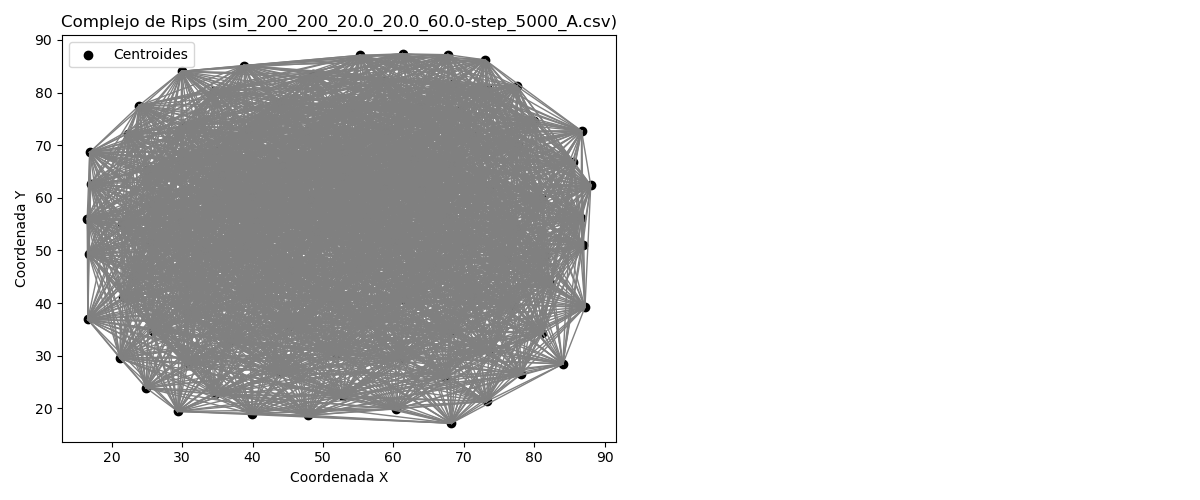 Complejo de Rips (sim_200_200_20.0_20.0_60.0-step_5000_A.csv)
Centroides
90
80
70
60
50
40
30
20
Coordenada Y
20 30 40 50 60 70 80 90
Coordenada X